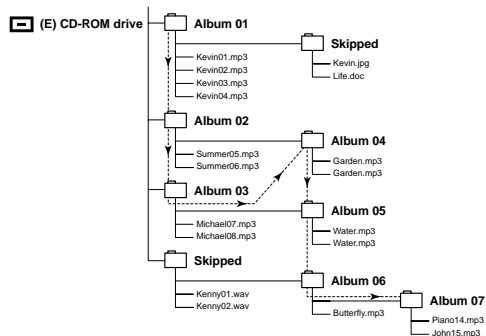 (E) CD-ROM drive
Album 01
Skipped
Kevin01.mp3
Kevin02.mp3
Kevin03.mp3
Kevin04.mp3
Kevin.jpg
Life.doc
Album 02
Album 04
Summer05.mp3
Summer06.mp3
Garden.mp3
Garden.mp3
Album 03
Album 05
Michael07.mp3
Michael08.mp3
Water.mp3
Water.mp3
Skipped
Album 06
Kenny01.wav
Kenny02.wav
Butterfly.mp3
Album 07
Piano14.mp3
John15.mp3